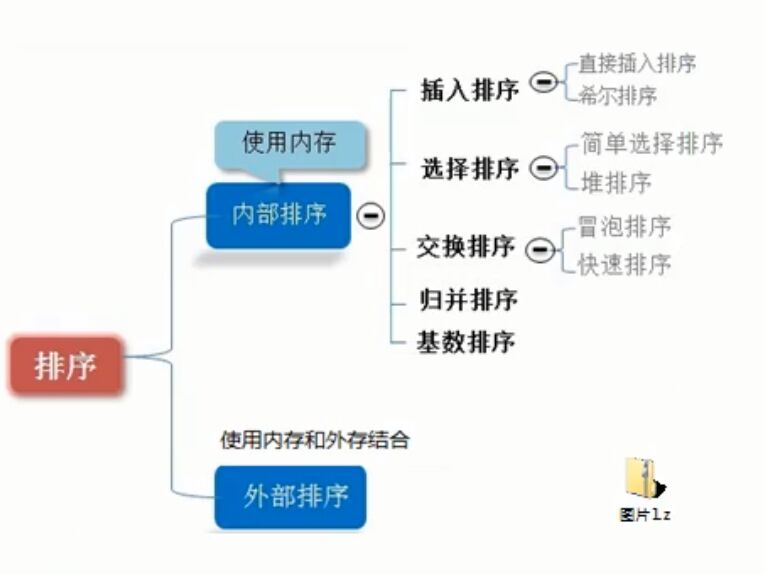 直接插入排序
插入排序
希尔排序
使用内存
简单选择排序
选择排序
堆排序
内部排序
冒泡排序
交换排序
快速排序
归并排序
基数排序
排序
使用内存和外存结合
外部排序
图片lz